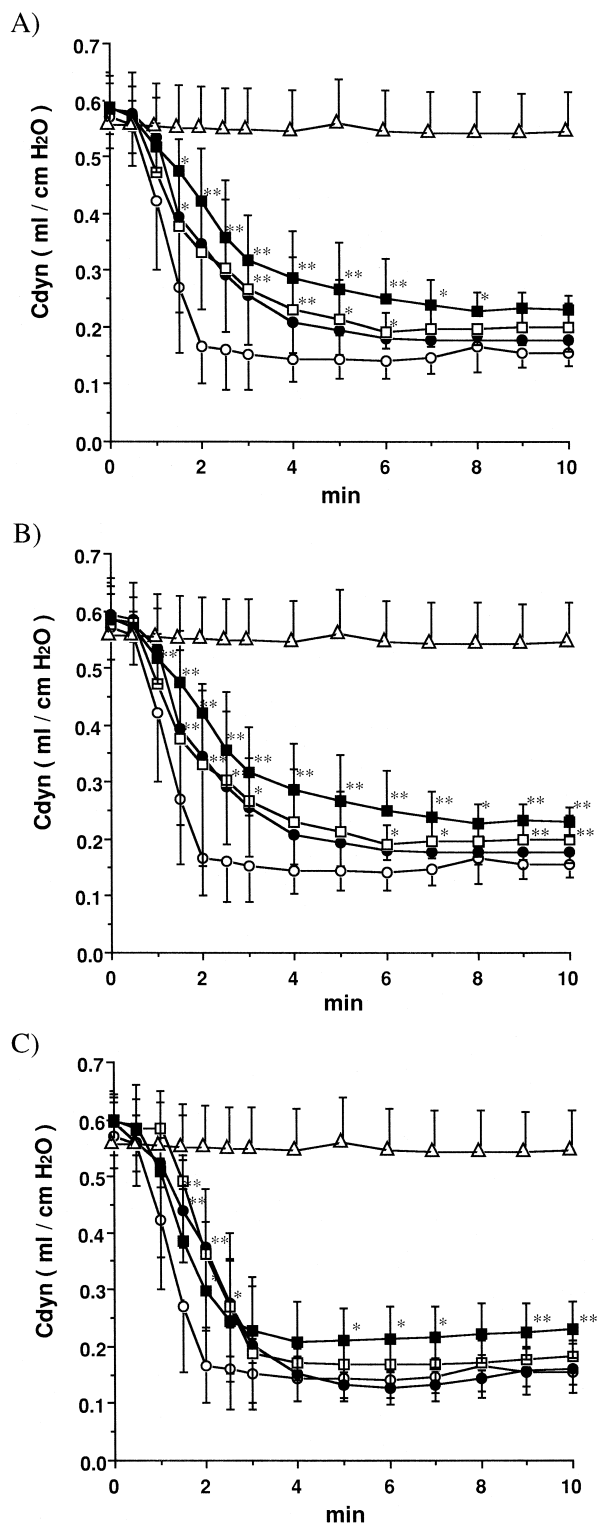 A)
0.7
0.6
0.5
0.4
0.3
0.2
0.1
0.0
Cdyn ( ml / cm H2O)
* ** ** ** ** ** ** * *
* ** ** * *
0 2 4 6 8 10
min
B)
0.7
0.6
0.5
0.4
0.3
0.2
0.1
0.0
Cdyn ( ml / cm H2O)
** ** ** ** ** ** ** ** ** * ** **
** ** * * * * ** **
0 2 4 6 8 10
min
C)
0.7
0.6
0.5
0.4
0.3
0.2
0.1
0.0
Cdyn ( ml / cm H2O)
**
**
**
*
*
* * * ** **
0 2 4 6 8 10
min